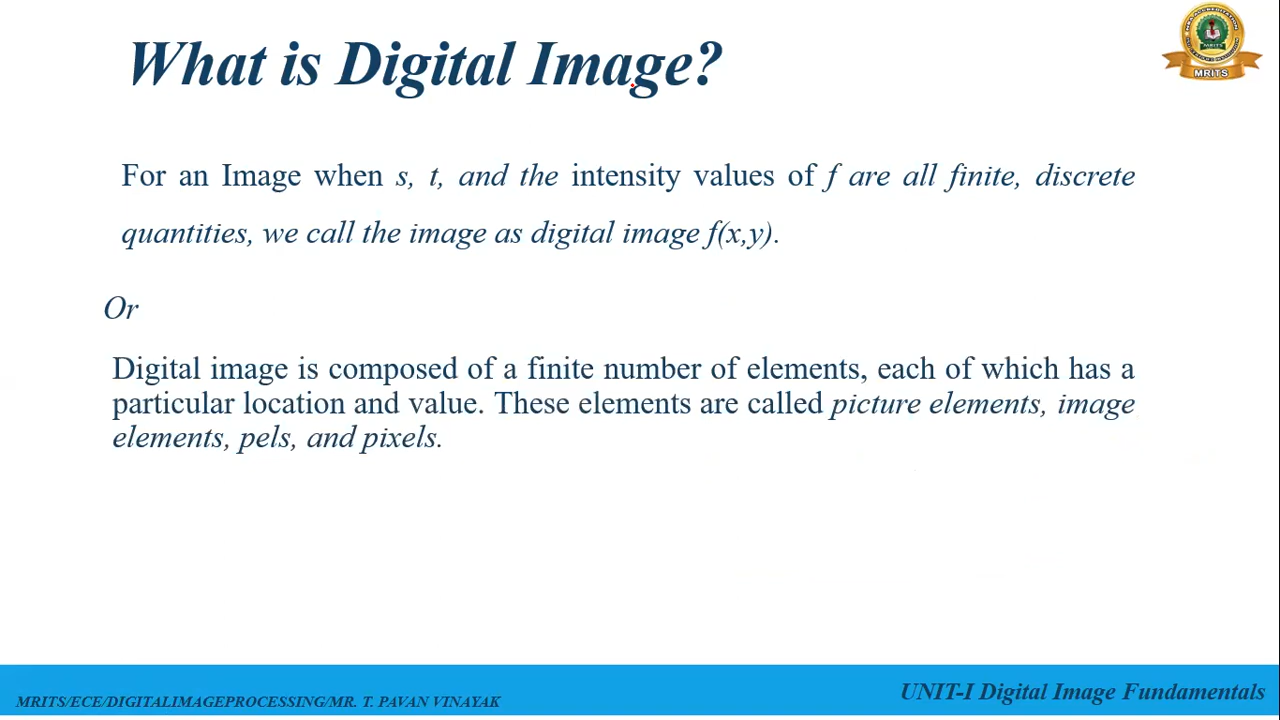 What is Digital Image?
MRITS
For an Image when s, t, and the intensity values of f are all finite, discrete
quantities, we call the image as digital image f(x,y).
Or
Digital image is composed of a finite number of elements, each of which has a
particular location and value. These elements are called picture elements, image
elements, pels, and pixels.
MRITS/ECE/DIGITALIMAGEPROCESSING/MR. T. PAVAN VINAYAK
UNIT-I Digital Image Fundamentals